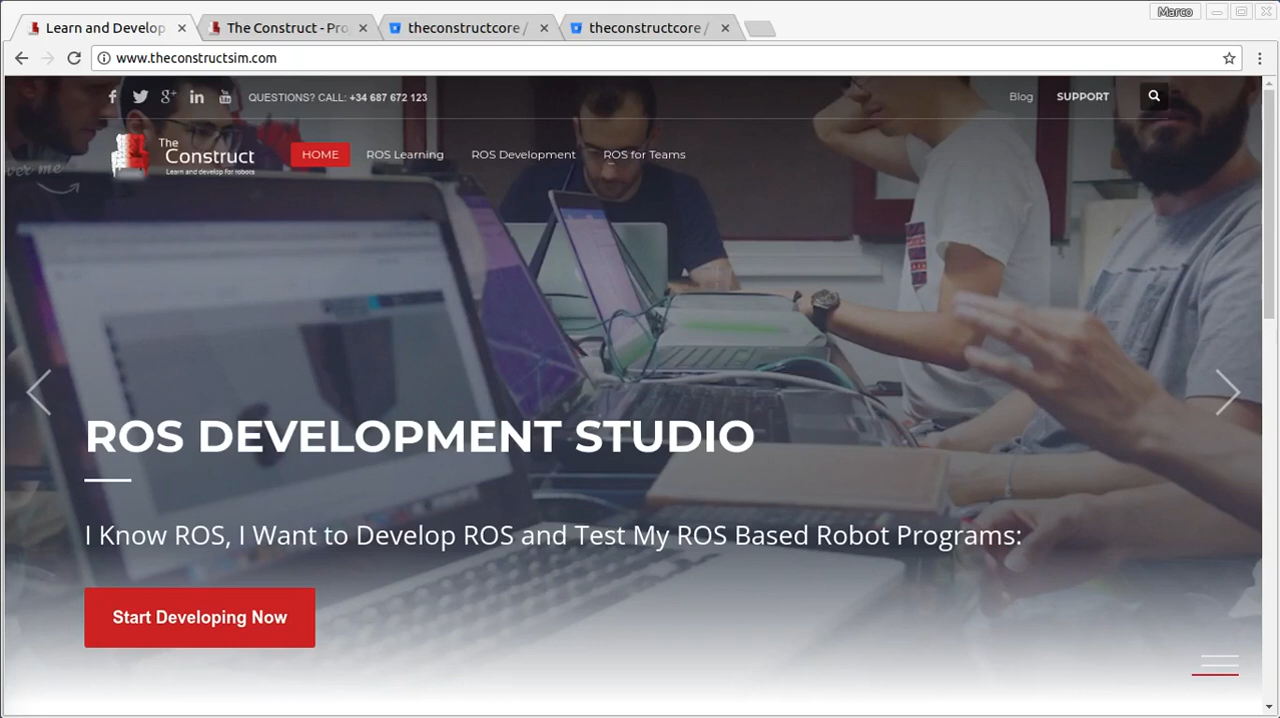 Marco
Learn and Develop
The Construct - Pro
theconstructcore /
theconstructcore /
www.theconstructsim.com
QUESTIONS? CALL: +34 687 672 123
Blog
SUPPORT
The
Construct
Learn and develop for robots
HOME
ROS Learning
ROS Development
ROS for Teams
over me
ROS DEVELOPMENT STUDIO
I Know ROS, I Want to Develop ROS and Test My ROS Based Robot Programs:
Start Developing Now